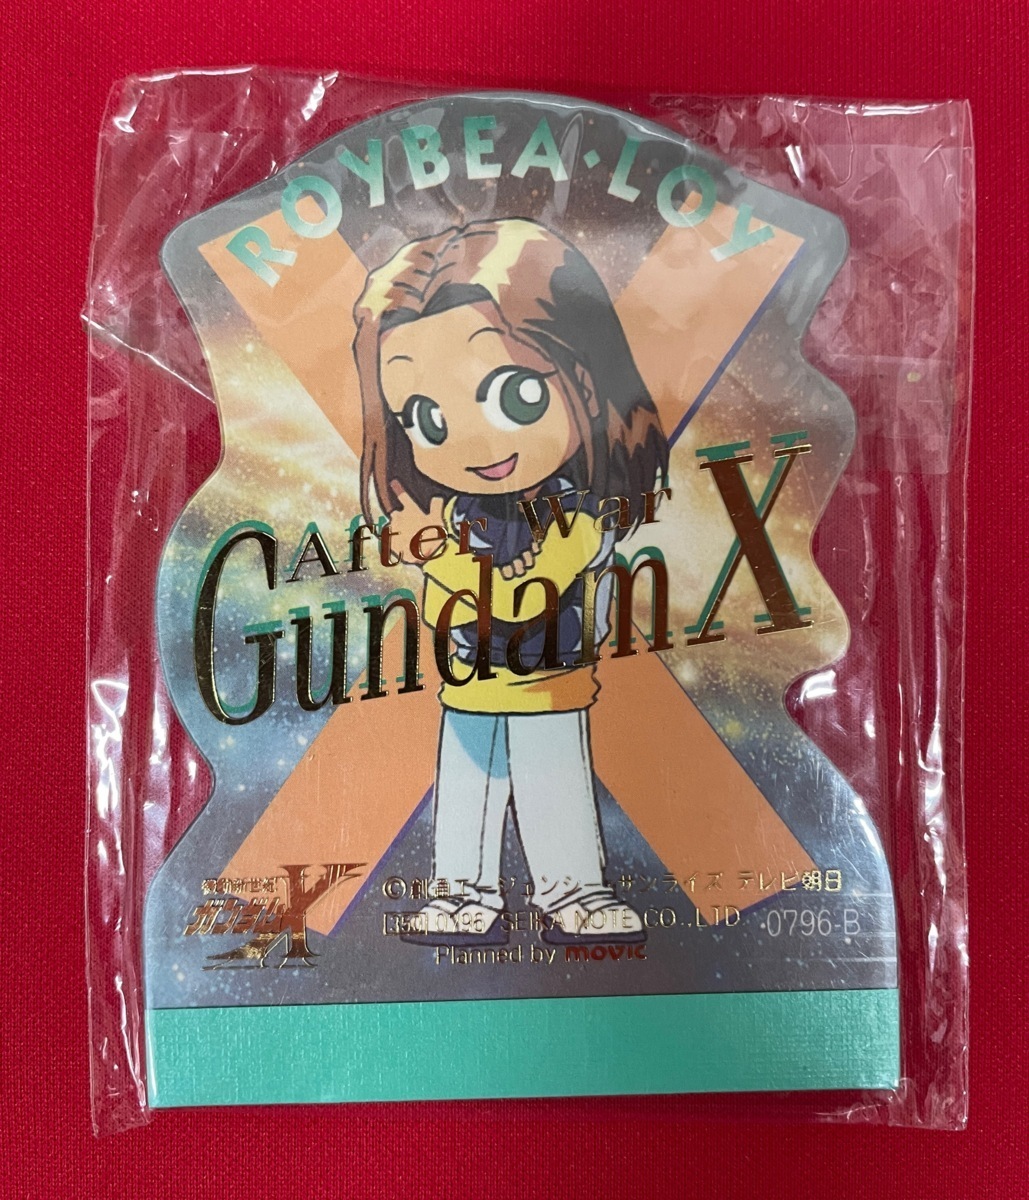 ROYBEA・LOY
After War
Gundam X
機動新世紀
ガンダムX
©創通エージェンシー サンライズ テレビ朝日
350 0796 SEIKA NOTE CO.,LTD. 0796-B
Planned by movic